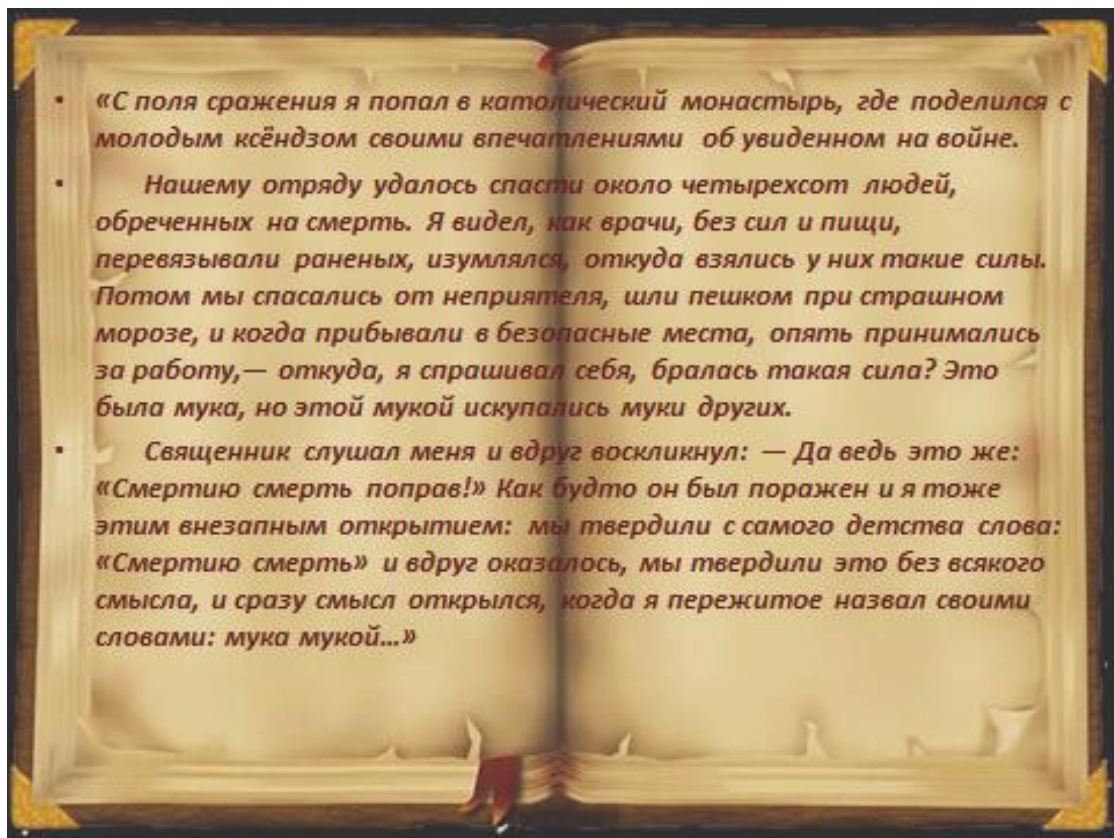 • «С поля сражения я попал в католический монастырь, где поделился с
молодым ксёндзом своими впечатлениями об увиденном на войне.
• Нашему отряду удалось спасти около четырехсот людей,
обреченных на смерть. Я видел, как врачи, без сил и пищи,
перевязывали раненых, изумлялся, откуда взялись у них такие силы.
Потом мы спасались от неприятеля, шли пешком при страшном
морозе, и когда прибывали в безопасные места, опять принимались
за работу,— откуда, я спрашивал себя, бралась такая сила? Это
была мука, но этой мукой искупались муки других.
• Священник слушал меня и вдруг воскликнул: — Да ведь это же:
«Смертию смерть поправ!» Как будто он был поражен и я тоже
этим внезапным открытием: мы твердили с самого детства слова:
«Смертию смерть» и вдруг оказалось, мы твердили это без всякого
смысла, и сразу смысл открылся, когда я пережитое назвал своими
словами: мука мукой...»